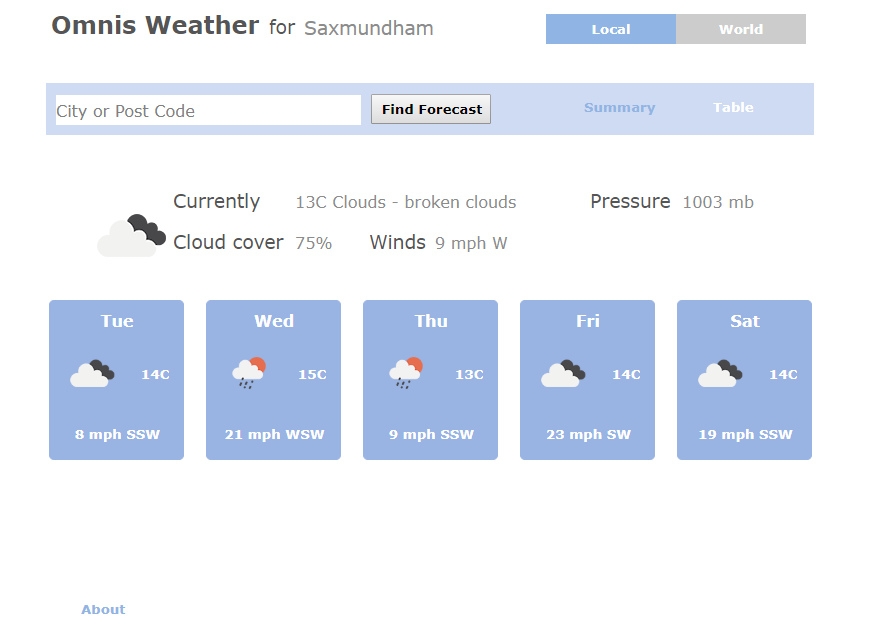 Omnis Weather for Saxmundham
Local
World
City or Post Code
Find Forecast
Summary
Table
Currently 13C Clouds - broken clouds Pressure 1003 mb
Cloud cover 75% Winds 9 mph W
Tue
14C
8 mph SSW
Wed
15C
21 mph WSW
Thu
13C
9 mph SSW
Fri
14C
23 mph SW
Sat
14C
19 mph SSW
About